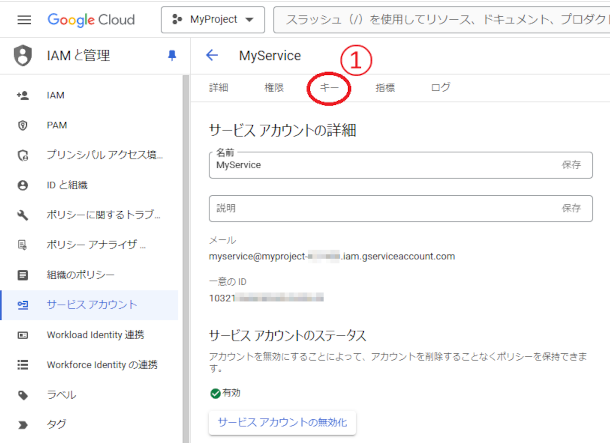 Google Cloud
MyProject
スラッシュ（/）を使用してリソース、ドキュメント、プロダク
IAM と管理
MyService
①
詳細
権限
キー
指標
ログ
IAM
PAM
プリンシパル アクセス境...
ID と組織
ポリシーに関するトラブ...
ポリシー アナライザ ...
組織のポリシー
サービス アカウント
Workload Identity 連携
Workforce Identity の連携
ラベル
タグ
サービス アカウントの詳細
名前
MyService
保存
説明
保存
メール
myservice@myproject-
.iam.gserviceaccount.com
一意の ID
10321
サービス アカウントのステータス
アカウントを無効にすることによって、アカウントを削除することなくポリシーを保持できま
す。
有効
サービス アカウントの無効化